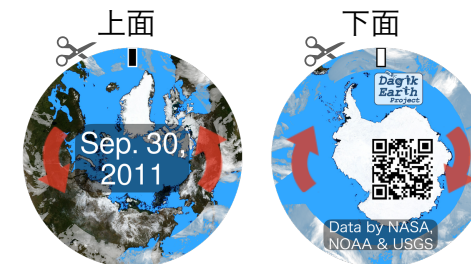 上面
下面
Sep. 30,
2011
Dagik
Earth
Project
Data by NASA,
NOAA & USGS